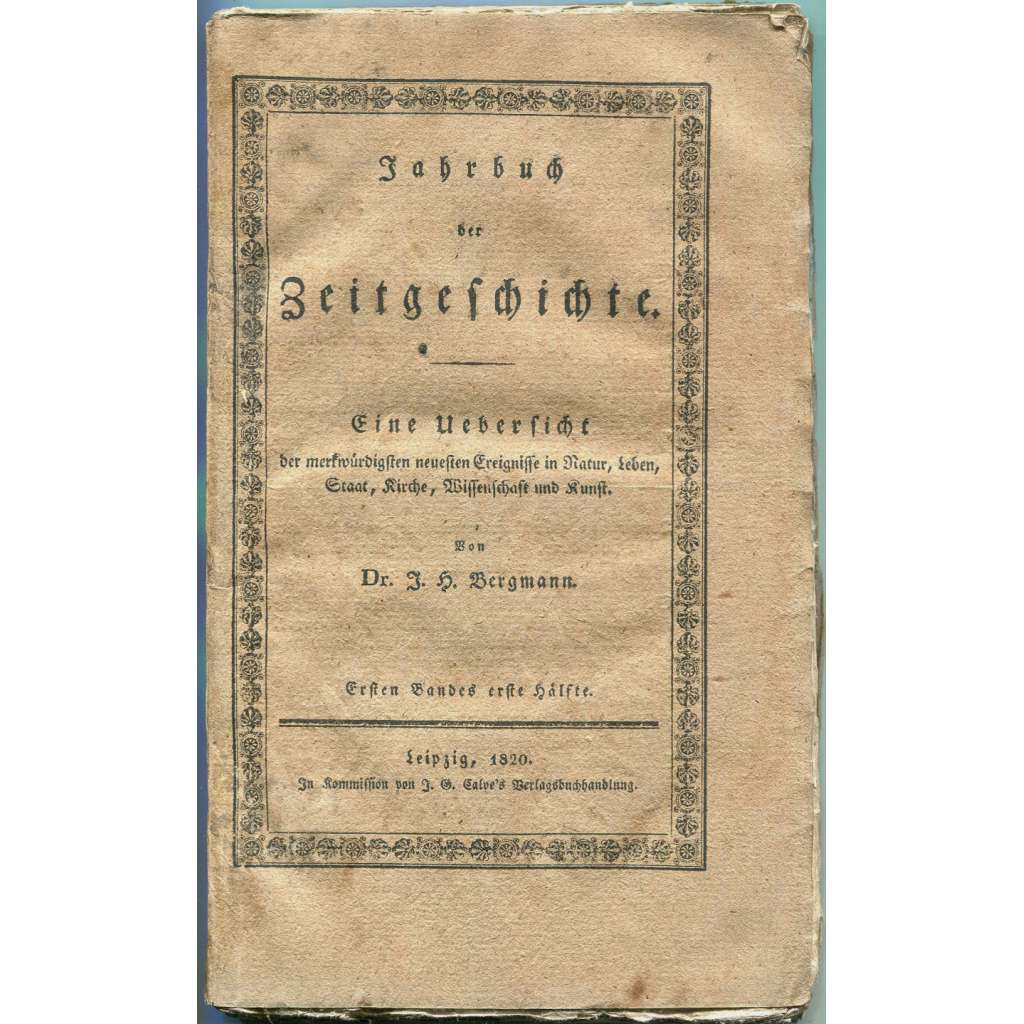 Jahrbuch
der
Zeitgeschichte.
Eine Uebersicht
der merkwürdigsten neuesten Ereignisse in Natur, Leben,
Staat, Kirche, Wissenschaft und Kunst.
Von
Dr. J. H. Bergmann.
Ersten Bandes erste Hälfte.
Leipzig, 1820.
In Kommission von J. G. Calve's Verlagsbuchhandlung.